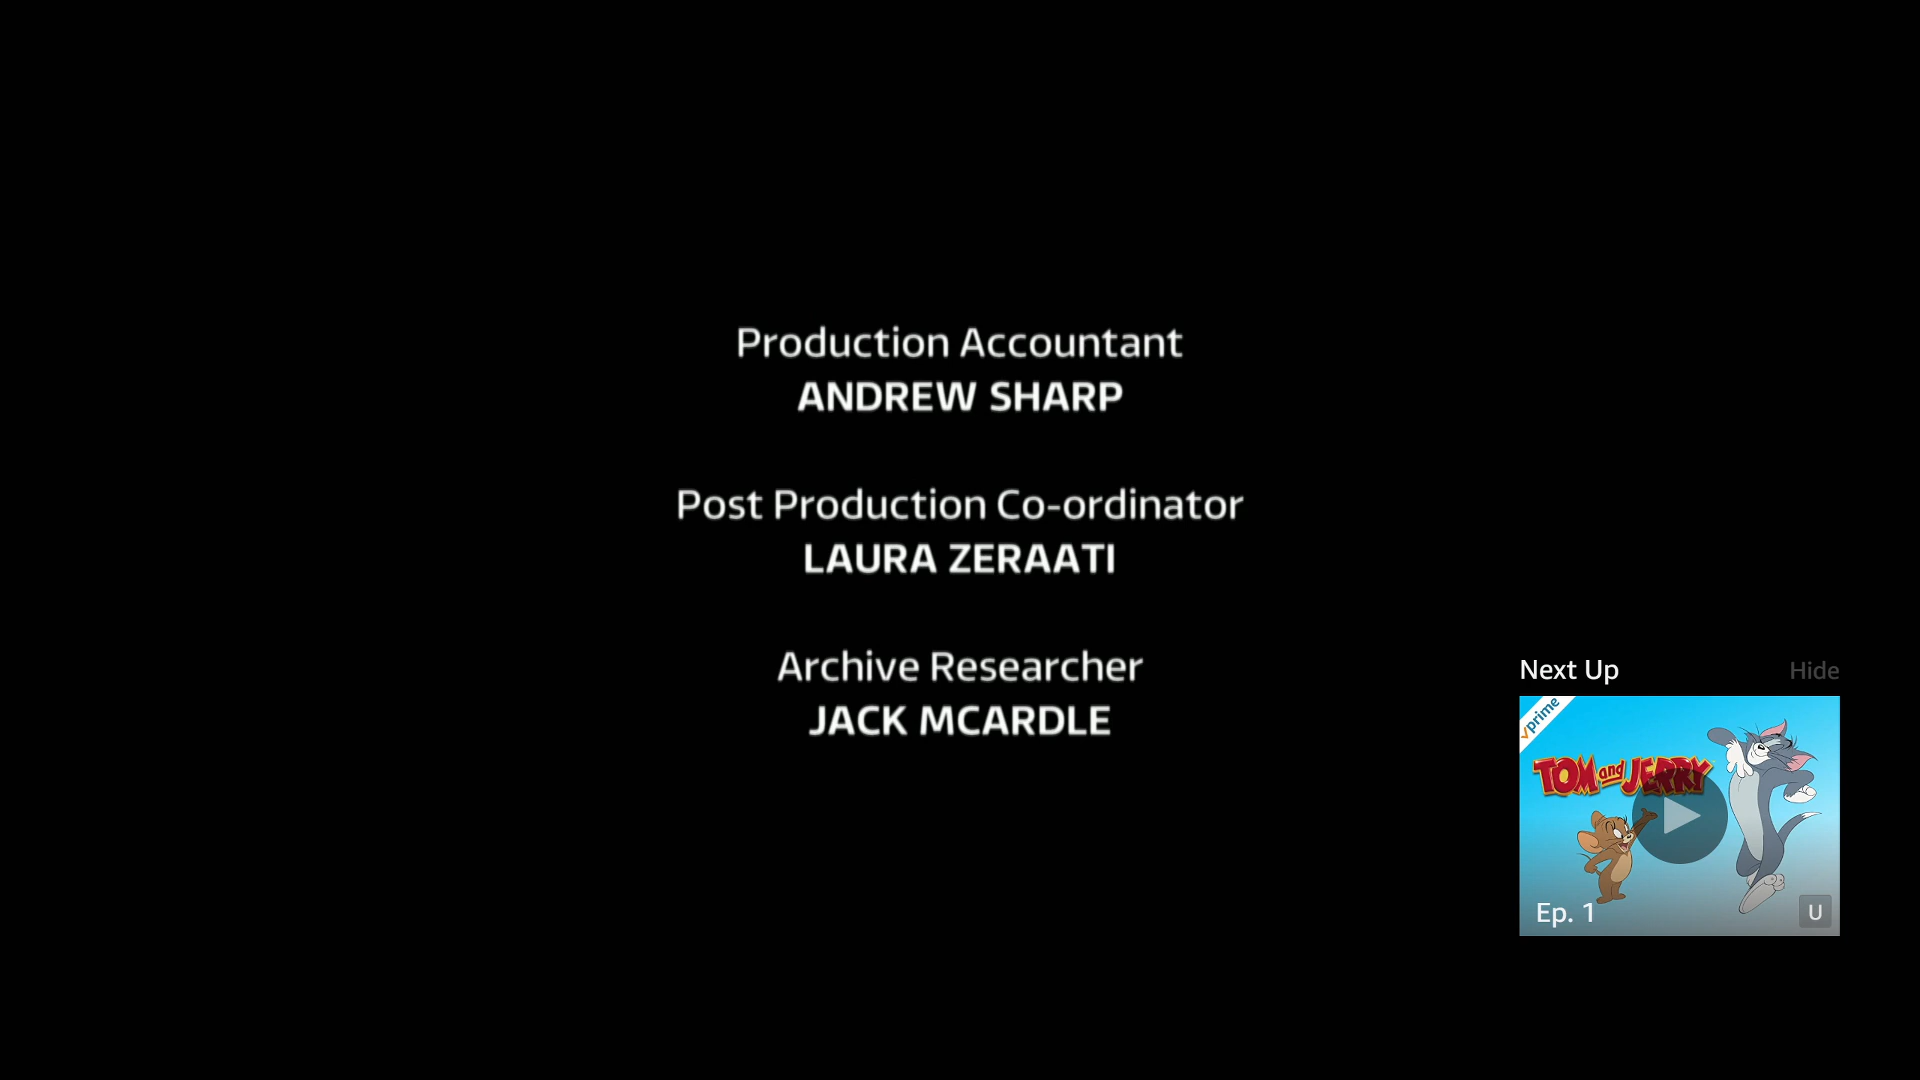 Production Accountant
ANDREW SHARP
Post Production Co-ordinator
LAURA ZERAATI
Archive Researcher
JACK MCARDLE
Next Up
Hide
prime
TOM and JERRY
Ep. 1
U